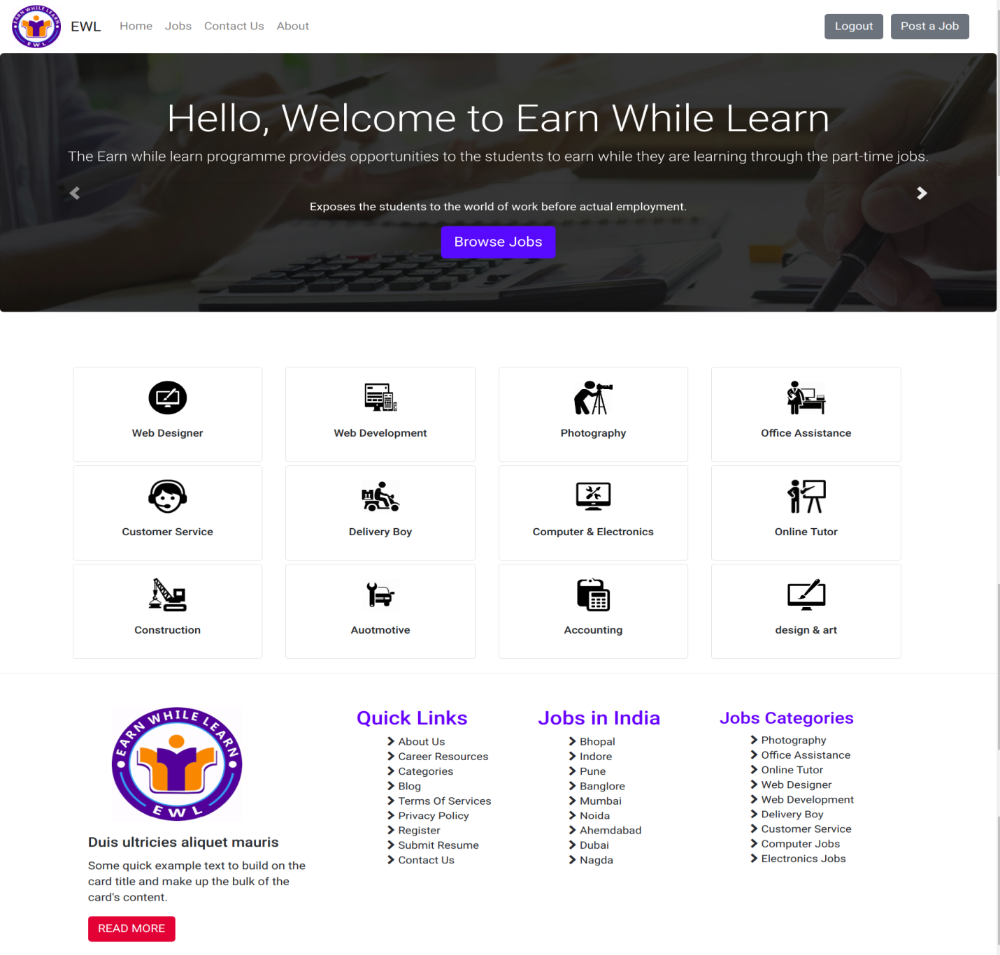 EARN WHILE LEARN
EWL
EWL
Home
Jobs
Contact Us
About
Logout
Post a Job
Hello, Welcome to Earn While Learn
The Earn while learn programme provides opportunities to the students to earn while they are learning through the part-time jobs.
Exposes the students to the world of work before actual employment.
Browse Jobs
Web Designer
Web Development
Photography
Office Assistance
Customer Service
Delivery Boy
Computer & Electronics
Online Tutor
Construction
Auotmotive
Accounting
design & art
EARN WHILE LEARN
EWL
Duis ultricies aliquet mauris
Some quick example text to build on the
card title and make up the bulk of the
card's content.
READ MORE
Quick Links
About Us
Career Resources
Categories
Blog
Terms Of Services
Privacy Policy
Register
Submit Resume
Contact Us
Jobs in India
Bhopal
Indore
Pune
Banglore
Mumbai
Noida
Ahemdabad
Dubai
Nagda
Jobs Categories
Photography
Office Assistance
Online Tutor
Web Designer
Web Development
Delivery Boy
Customer Service
Computer Jobs
Electronics Jobs